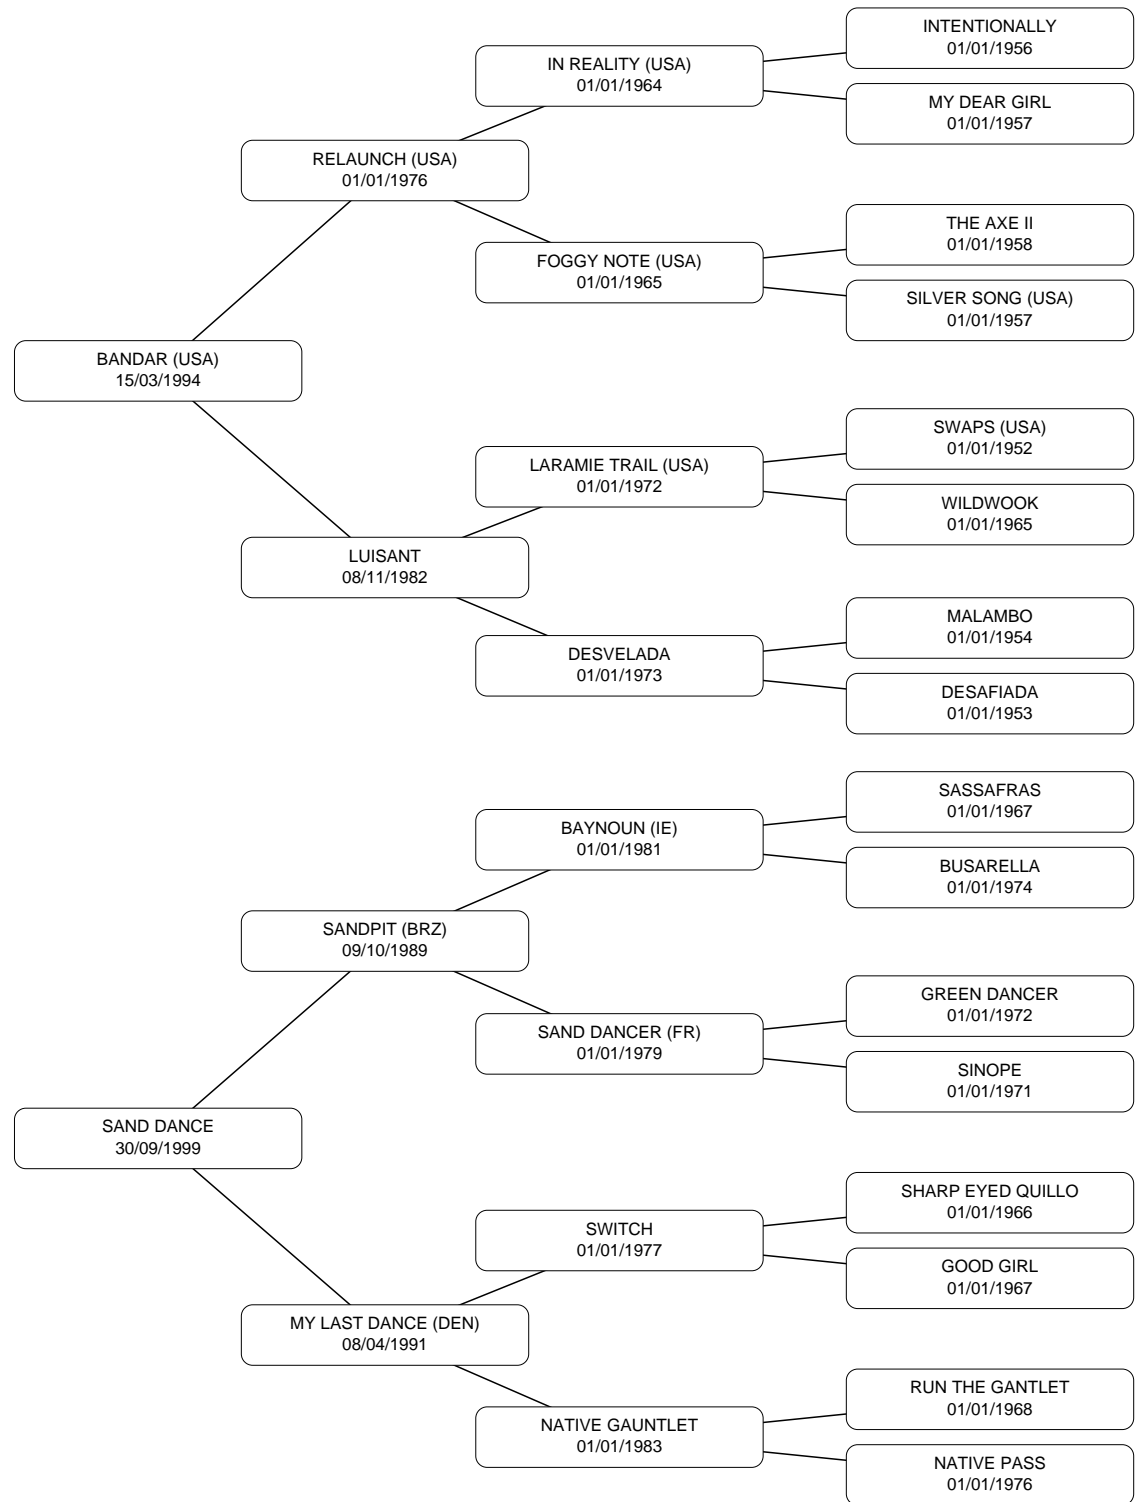 INTENTIONALLY
01/01/1956
IN REALITY (USA)
01/01/1964
MY DEAR GIRL
01/01/1957
RELAUNCH (USA)
01/01/1976
THE AXE II
01/01/1958
FOGGY NOTE (USA)
01/01/1965
SILVER SONG (USA)
01/01/1957
BANDAR (USA)
15/03/1994
SWAPS (USA)
01/01/1952
LARAMIE TRAIL (USA)
01/01/1972
WILDWOOK
01/01/1965
LUISANT
08/11/1982
MALAMBO
01/01/1954
DESVELADA
01/01/1973
DESAFIADA
01/01/1953
SASSAFRAS
01/01/1967
BAYNOUN (IE)
01/01/1981
BUSARELLA
01/01/1974
SANDPIT (BRZ)
09/10/1989
GREEN DANCER
01/01/1972
SAND DANCER (FR)
01/01/1979
SINOPE
01/01/1971
SAND DANCE
30/09/1999
SHARP EYED QUILLO
01/01/1966
SWITCH
01/01/1977
GOOD GIRL
01/01/1967
MY LAST DANCE (DEN)
08/04/1991
RUN THE GANTLET
01/01/1968
NATIVE GAUNTLET
01/01/1983
NATIVE PASS
01/01/1976